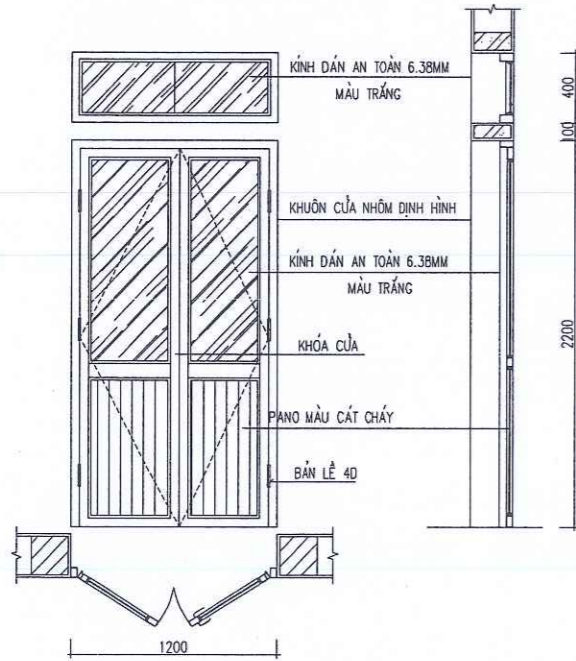 KÍNH DÁN AN TOÀN 6.38MM
MÀU TRẮNG
400
100
KHUÔN CỬA NHÔM ĐỊNH HÌNH
KÍNH DÁN AN TOÀN 6.38MM
MÀU TRẮNG
2200
KHÓA CỬA
PANO MÀU CÁT CHÁY
BẢN LỀ 4D
1200